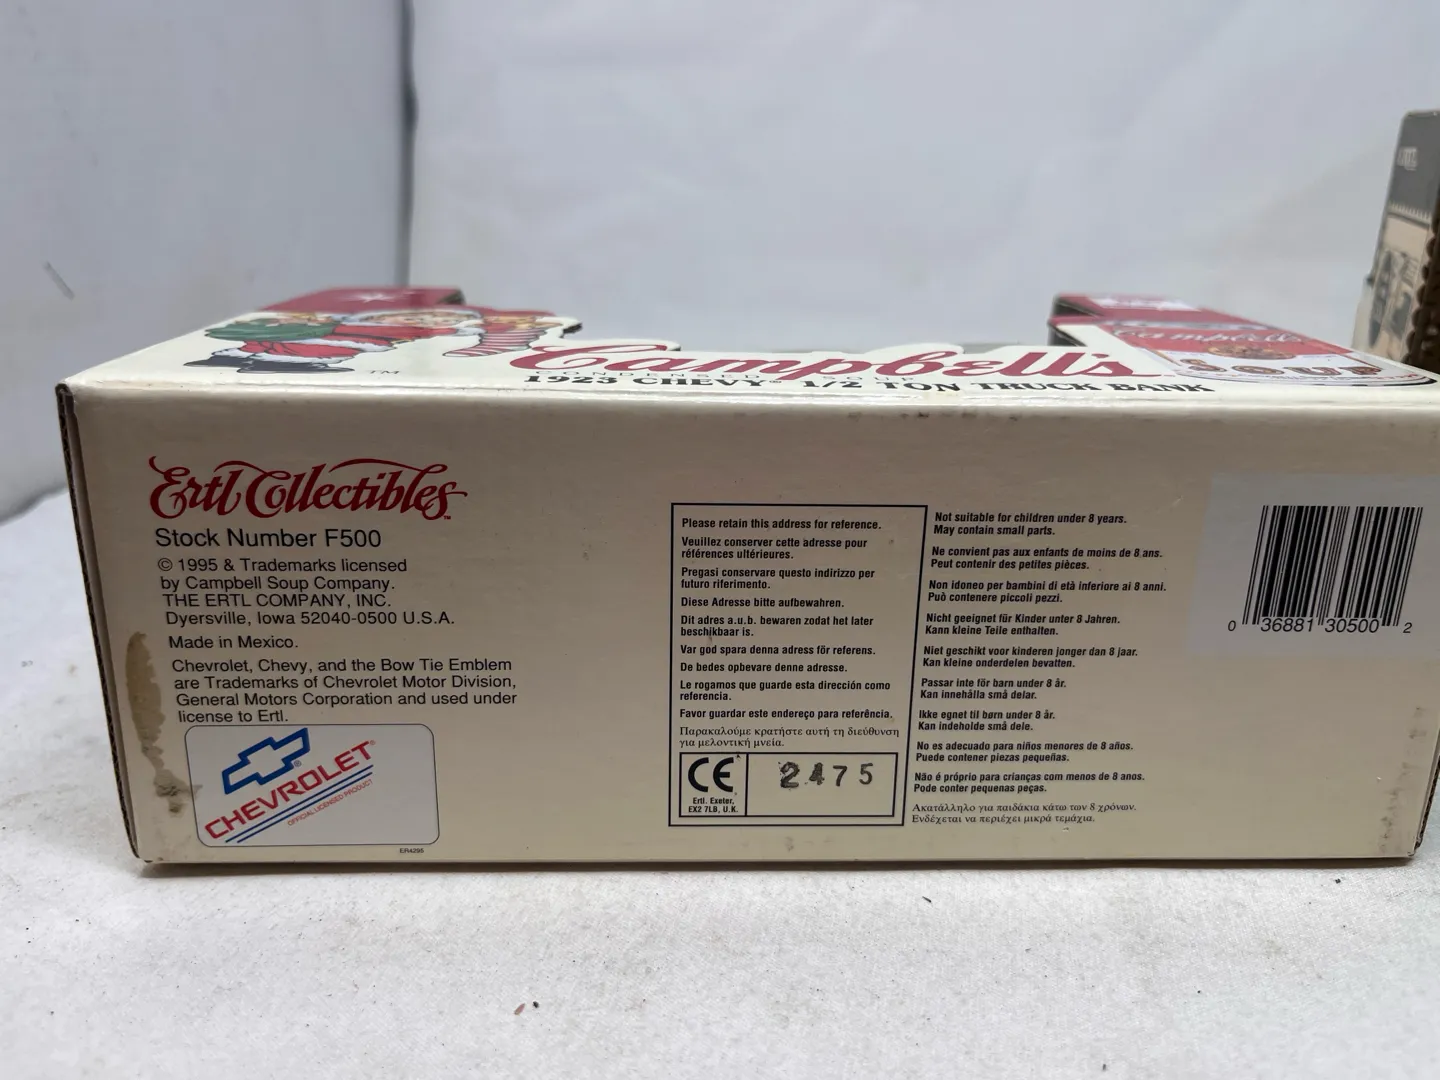 TM
Campbell's
CONDENSED SOUP
1923 CHEVY® 1/2 TON TRUCK BANK
Campbell's
SOUP
Ertl Collectibles™
Stock Number F500
© 1995 & Trademarks licensed
by Campbell Soup Company.
THE ERTL COMPANY, INC.
Dyersville, Iowa 52040-0500 U.S.A.
Made in Mexico.
Chevrolet, Chevy, and the Bow Tie Emblem
are Trademarks of Chevrolet Motor Division,
General Motors Corporation and used under
license to Ertl.
®
CHEVROLET®
OFFICIAL LICENSED PRODUCT
ER4295
Please retain this address for reference.
Veuillez conserver cette adresse pour
références ultérieures.
Pregasi conservare questo indirizzo per
futuro riferimento.
Diese Adresse bitte aufbewahren.
Dit adres a.u.b. bewaren zodat het later
beschikbaar is.
Var god spara denna adress för referens.
De bedes opbevare denne adresse.
Le rogamos que guarde esta dirección como
referencia.
Favor guardar este endereço para referência.
Παρακαλούμε κρατήστε αυτή τη διεύθυνση
για μελοντική μνεία.
CE
Ertl. Exeter,
EX2 7LB, U.K.
2475
Not suitable for children under 8 years.
May contain small parts.
Ne convient pas aux enfants de moins de 8 ans.
Peut contenir des petites pièces.
Non idoneo per bambini di età inferiore ai 8 anni.
Può contenere piccoli pezzi.
Nicht geeignet für Kinder unter 8 Jahren.
Kann kleine Teile enthalten.
Niet geschikt voor kinderen jonger dan 8 jaar.
Kan kleine onderdelen bevatten.
Passar inte för barn under 8 år.
Kan innehålla små delar.
Ikke egnet til børn under 8 år.
Kan indeholde små dele.
No es adecuado para niños menores de 8 años.
Puede contener piezas pequeñas.
Não é próprio para crianças com menos de 8 anos.
Pode conter pequenas peças.
Ακατάλληλο για παιδάκια κάτω των 8 χρόνων.
Ενδέχεται να περιέχει μικρά τεμάχια.
0 36881 30500 2